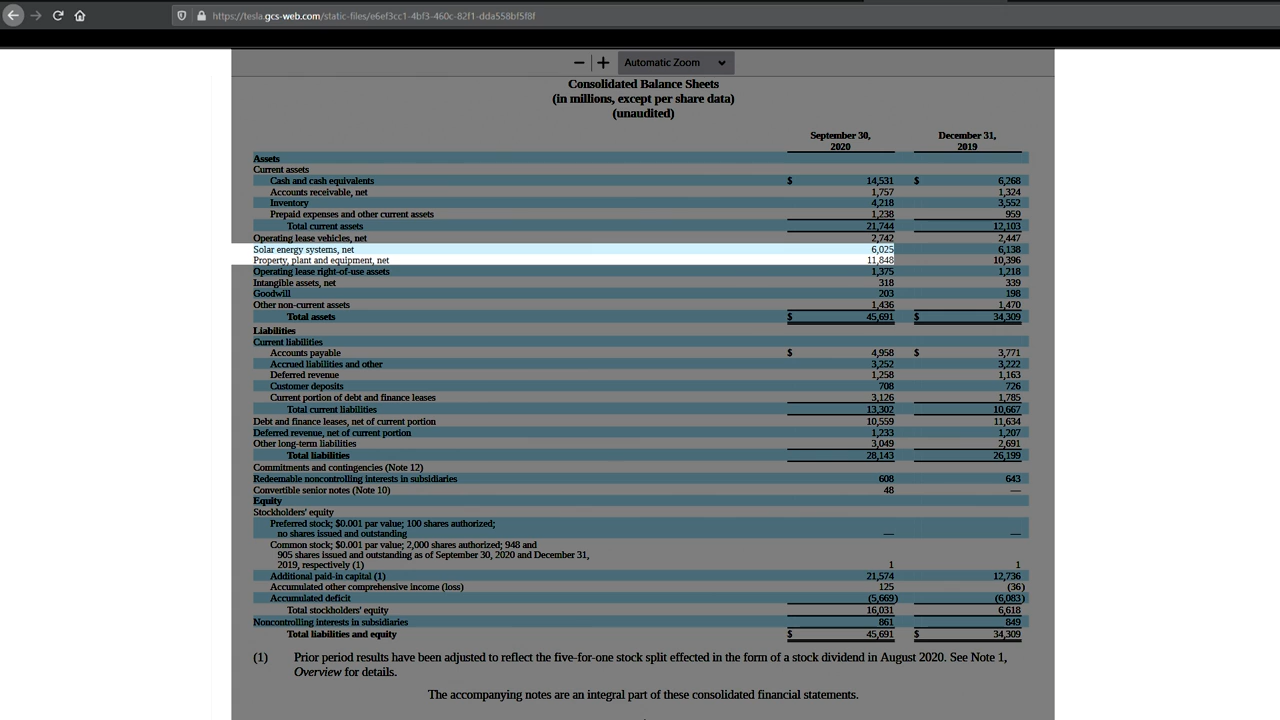 https://tesla.gcs-web.com/static-files/e6ef3cc1-4bf3-460c-82f1-dda558bf5f8f
Automatic Zoom
Consolidated Balance Sheets
(in millions, except per share data)
(unaudited)
September 30, 2020 December 31, 2019
Assets
Current assets
Cash and cash equivalents $ 14,531 $ 6,268
Accounts receivable, net 1,757 1,324
Inventory 4,218 3,552
Prepaid expenses and other current assets 1,238 959
Total current assets 21,744 12,103
Operating lease vehicles, net 2,742 2,447
Solar energy systems, net 6,025 6,138
Property, plant and equipment, net 11,848 10,396
Operating lease right-of-use assets 1,375 1,218
Intangible assets, net 318 339
Goodwill 203 198
Other non-current assets 1,436 1,470
Total assets $ 45,691 $ 34,309
Liabilities
Current liabilities
Accounts payable $ 4,958 $ 3,771
Accrued liabilities and other 3,252 3,222
Deferred revenue 1,258 1,163
Customer deposits 708 726
Current portion of debt and finance leases 3,126 1,785
Total current liabilities 13,302 10,667
Debt and finance leases, net of current portion 10,559 11,634
Deferred revenue, net of current portion 1,233 1,207
Other long-term liabilities 3,049 2,691
Total liabilities 28,143 26,199
Commitments and contingencies (Note 12)
Redeemable noncontrolling interests in subsidiaries 608 643
Convertible senior notes (Note 10) 48 —
Equity
Stockholders' equity
Preferred stock; $0.001 par value; 100 shares authorized;
no shares issued and outstanding — —
Common stock; $0.001 par value; 2,000 shares authorized; 948 and
905 shares issued and outstanding as of September 30, 2020 and December 31,
2019, respectively (1) 1 1
Additional paid-in capital (1) 21,574 12,736
Accumulated other comprehensive income (loss) 125 (36)
Accumulated deficit (5,669) (6,083)
Total stockholders' equity 16,031 6,618
Noncontrolling interests in subsidiaries 861 849
Total liabilities and equity $ 45,691 $ 34,309
(1) Prior period results have been adjusted to reflect the five-for-one stock split effected in the form of a stock dividend in August 2020. See Note 1,
Overview for details.
The accompanying notes are an integral part of these consolidated financial statements.